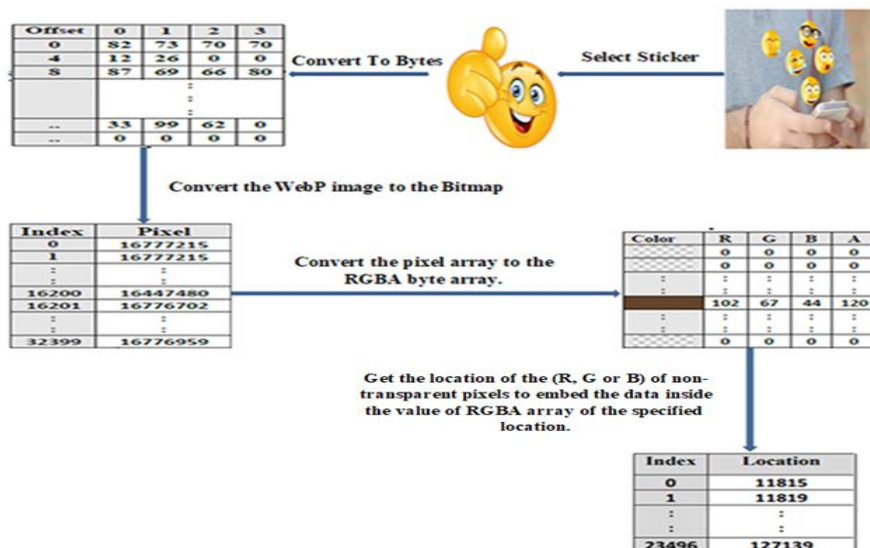 Offset 0 1 2 3
0 82 73 70 70
4 12 26 0 0
8 87 69 66 80
:
:
:
.. 33 99 62 0
.. 0 0 0 0
Convert To Bytes
Select Sticker
Convert the WebP image to the Bitmap
Index Pixel
0 16777215
1 16777215
: :
: :
16200 16447480
16201 16776702
: :
: :
32399 16776959
Convert the pixel array to the
RGBA byte array.
Color R G B A
0 0 0 0
0 0 0 0
: : : : :
: : : : :
102 67 44 120
: : : : :
: : : : :
0 0 0 0
Get the location of the (R, G or B) of non-
transparent pixels to embed the data inside
the value of RGBA array of the specified
location.
Index Location
0 11815
1 11819
: :
: :
23496 127139